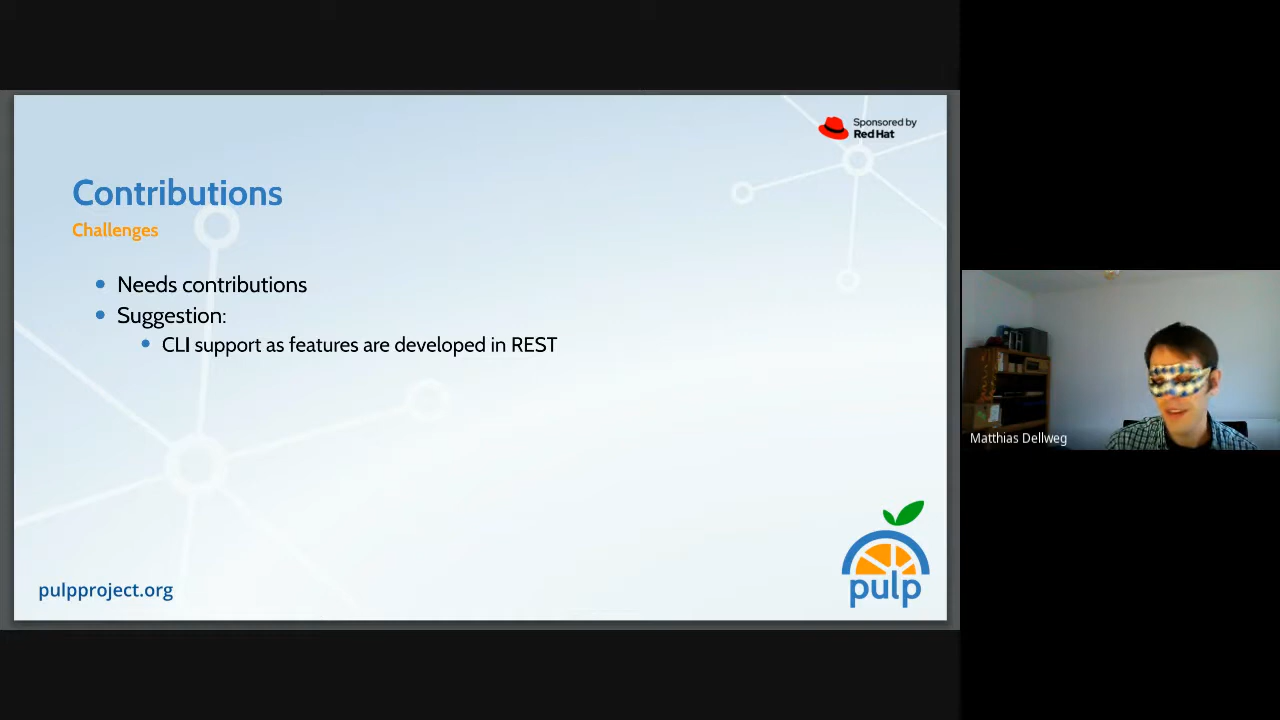 Sponsored by
Red Hat
Contributions
Challenges
Needs contributions
Suggestion:
CLI support as features are developed in REST
Matthias Dellweg
pulpproject.org
pulp